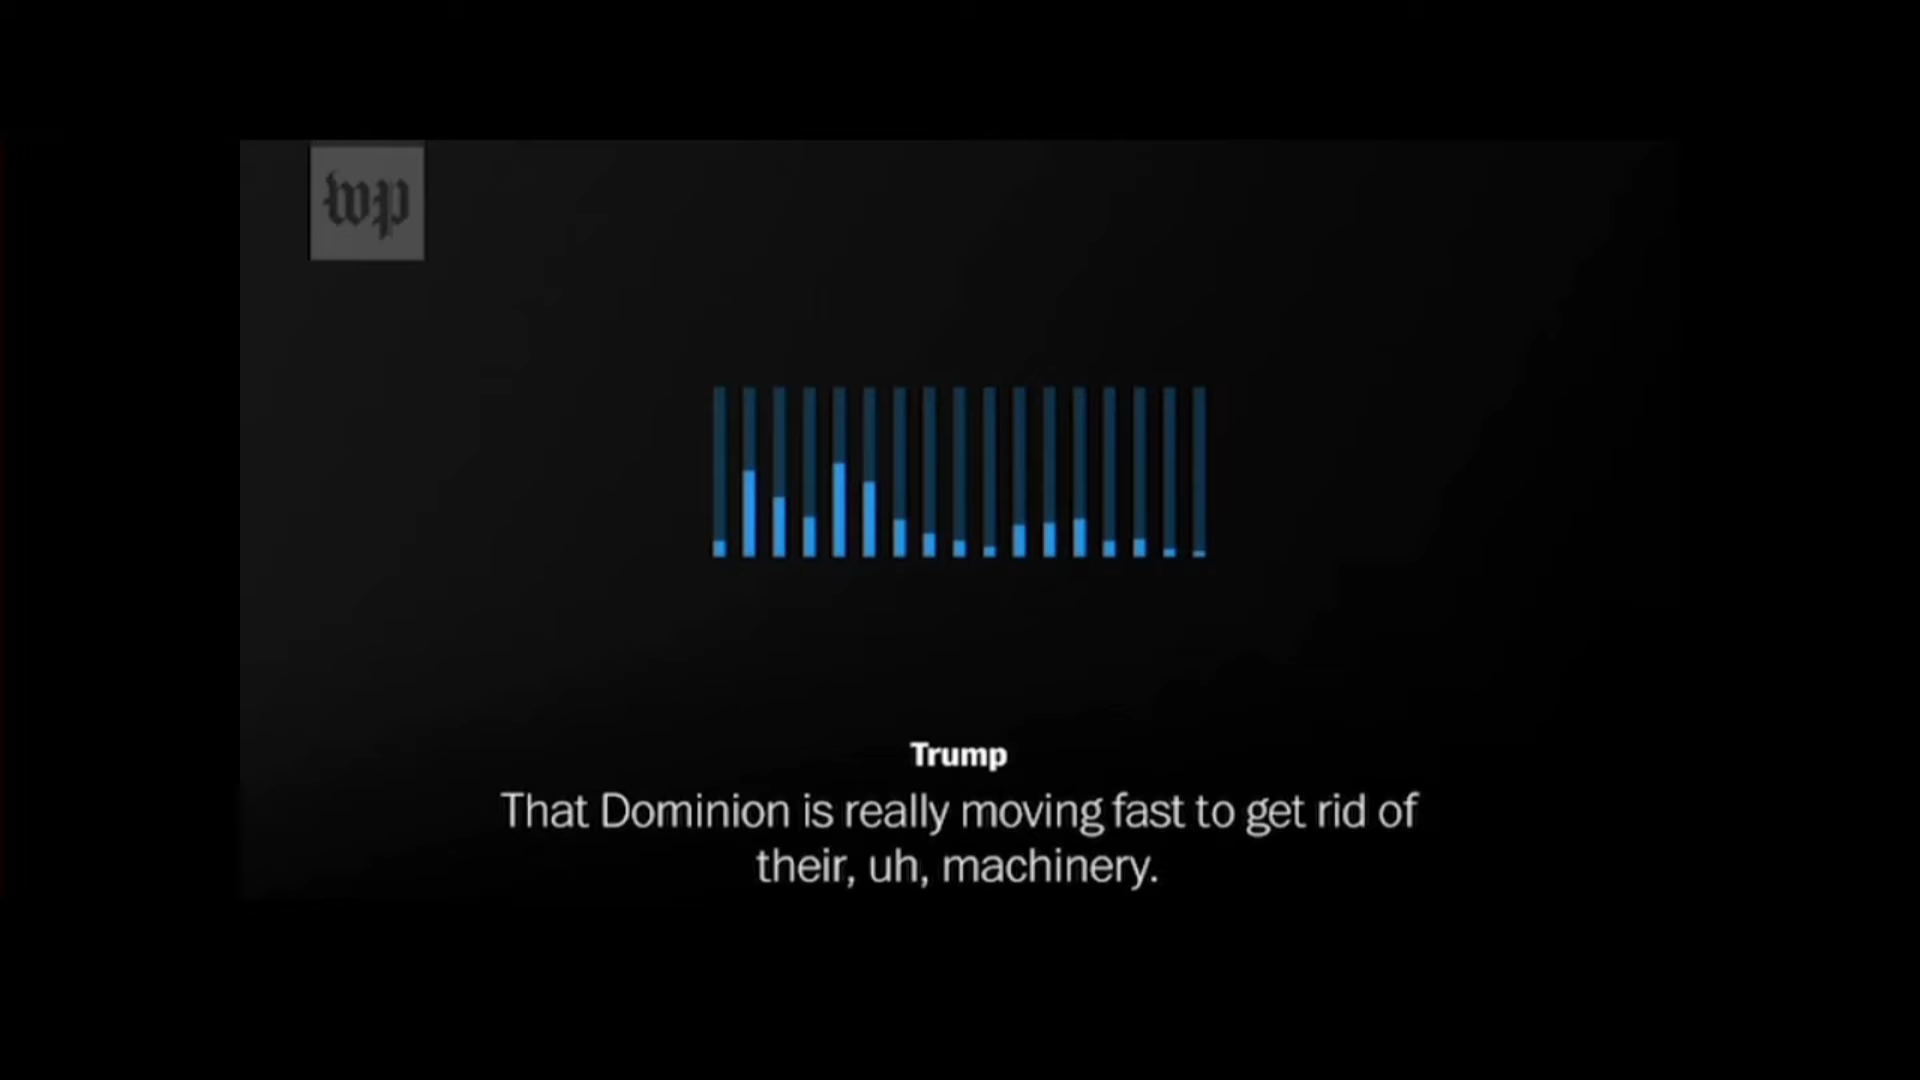 wp
Trump
That Dominion is really moving fast to get rid of
their, uh, machinery.